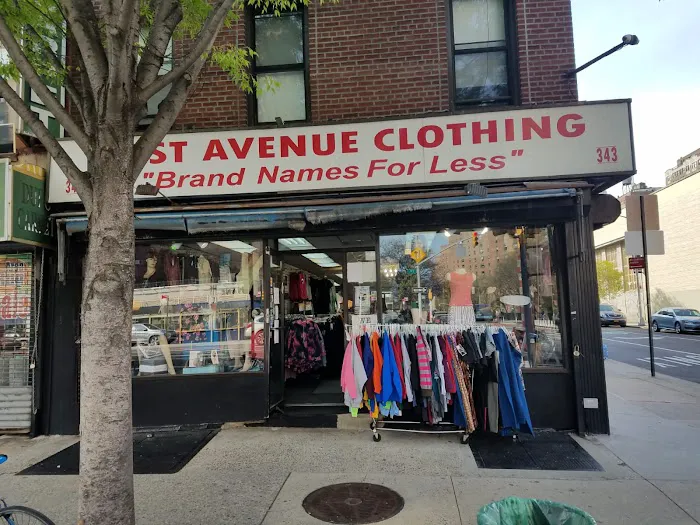 ST AVENUE CLOTHING
"Brand Names For Less"
343